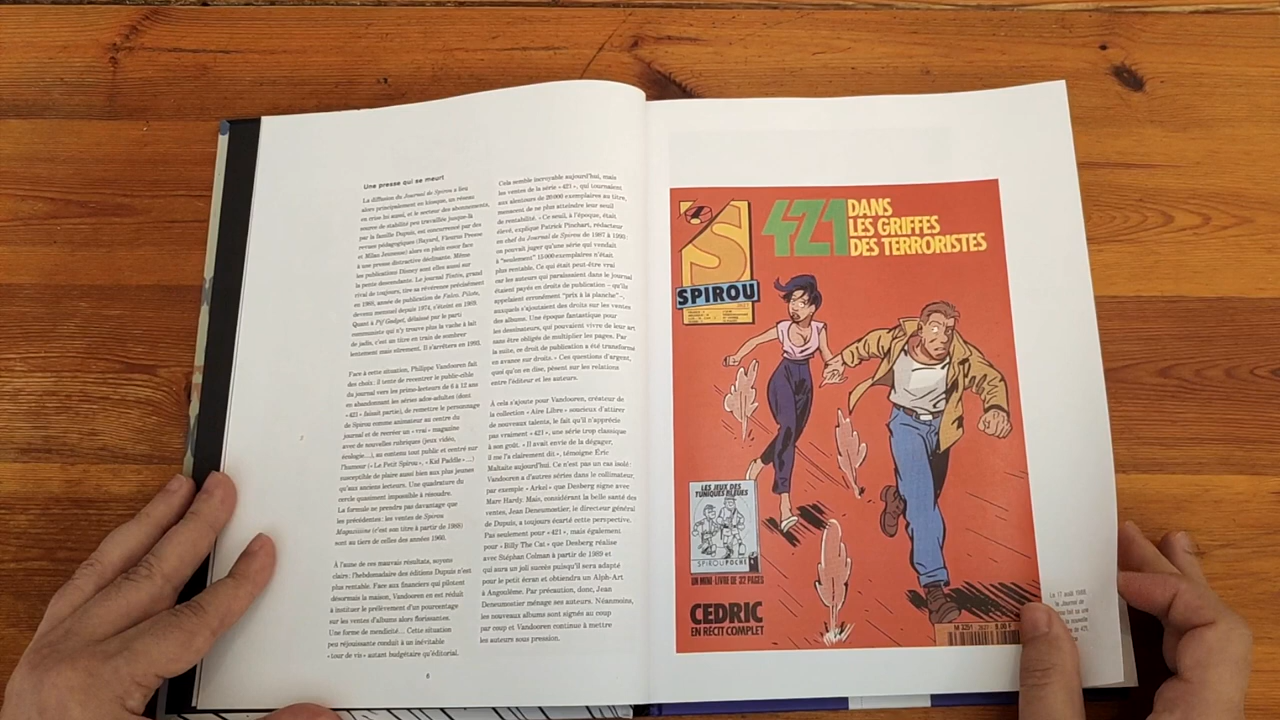 Une presse qui se meurt
La diffusion du Journal de Spirou a lieu
alors principalement en kiosque, un réseau
en crise lui aussi, et le secteur des abonnements,
source de stabilité peu travaillée jusque-là
par la famille Dupuis, est concurrencé par des
revues pédagogiques (Bayard, Fleurus Presse
et Milan Jeunesse) alors en plein essor face
à une presse distractive déclinante. Même
les publications Disney sont elles aussi sur
la pente descendante. Le journal Tintin, grand
rival de toujours, tire sa révérence précisément
en 1988, année de publication de Falco. Pilote,
devenu mensuel depuis 1974, s'éteint en 1989.
Quant à Pif Gadget, délaissé par le parti
communiste qui n'y trouve plus la vache à lait
de jadis, c'est un titre en train de sombrer
lentement mais sûrement. Il s'arrêtera en 1993.
Face à cette situation, Philippe Vandooren fait
des choix : il tente de recentrer le public-cible
du journal vers les primo-lecteurs de 6 à 12 ans
en abandonnant les séries ados-adultes (dont
« 421 » faisait partie), de remettre le personnage
de Spirou comme animateur au centre du
journal et de recréer un « vrai » magazine
avec de nouvelles rubriques (jeux vidéo,
écologie...), au contenu tout public et centré sur
l'humour (« Le Petit Spirou », « Kid Paddle »...)
susceptible de plaire aussi bien aux plus jeunes
qu'aux anciens lecteurs. Une quadrature du
cercle quasiment impossible à résoudre.
La formule ne prendra pas davantage que
les précédentes : les ventes de Spirou
Magazine (c'est son titre à partir de 1988)
sont au tiers de celles des années 1960.
À l'aune de ces mauvais résultats, soyons
clairs : l'hebdomadaire des éditions Dupuis n'est
plus rentable. Face aux financiers qui pilotent
désormais la maison, Vandooren en est réduit
à instituer le prélèvement d'un pourcentage
sur les ventes d'albums alors florissantes.
Une forme de mendicité... Cette situation
peu réjouissante conduit à un inévitable
« tour de vis » autant budgétaire qu'éditorial.
Cela semble incroyable aujourd'hui, mais
les ventes de la série « 421 », qui tournaient
aux alentours de 20 000 exemplaires au titre,
menacent de ne plus atteindre leur seuil
de rentabilité. « Ce seuil, à l'époque, était
élevé, explique Patrick Pinchart, rédacteur
en chef du Journal de Spirou de 1987 à 1993 :
on pouvait juger qu'une série qui vendait
à "seulement" 15 000 exemplaires n'était
plus rentable. Ce qui était peut-être vrai
car les auteurs qui paraissaient dans le journal
étaient payés en droits de publication – qu'ils
appelaient erronément "prix à la planche" –,
auxquels s'ajoutaient des droits sur les ventes
des albums. Une époque fantastique pour
les dessinateurs, qui pouvaient vivre de leur art
sans être obligés de multiplier les pages. Par
la suite, ce droit de publication a été transformé
en avance sur droits. » Ces questions d'argent,
quoi qu'on en dise, pèsent sur les relations
entre l'éditeur et les auteurs.
À cela s'ajoute pour Vandooren, créateur de
la collection « Aire Libre » soucieux d'attirer
de nouveaux talents, le fait qu'il n'apprécie
pas vraiment « 421 », une série trop classique
à son goût. « Il avait envie de la dégager,
il me l'a clairement dit », témoigne Éric
Maltaite aujourd'hui. Ce n'est pas un cas isolé :
Vandooren a d'autres séries dans le collimateur,
par exemple « Arkel » que Desberg signe avec
Marc Hardy. Mais, considérant la belle santé des
ventes, Jean Deneumostier, le directeur général
de Dupuis, a toujours écarté cette perspective.
Pas seulement pour « 421 », mais également
pour « Billy The Cat » que Desberg réalise
avec Stéphan Colman à partir de 1989 et
qui aura un joli succès puisqu'il sera adapté
pour le petit écran et obtiendra un Alph-Art
à Angoulême. Par précaution, donc, Jean
Deneumostier ménage ses auteurs. Néanmoins,
les nouveaux albums sont signés au coup
par coup et Vandooren continue à mettre
les auteurs sous pression.
6
SPIROU
421 DANS
LES GRIFFES
DES TERRORISTES
LES JEUX DES
TUNIQUES BLEUES
SPIROU POCHE
UN MINI-LIVRE DE 32 PAGES
CEDRIC
EN RÉCIT COMPLET
Le 17 août 1988,
le Journal de